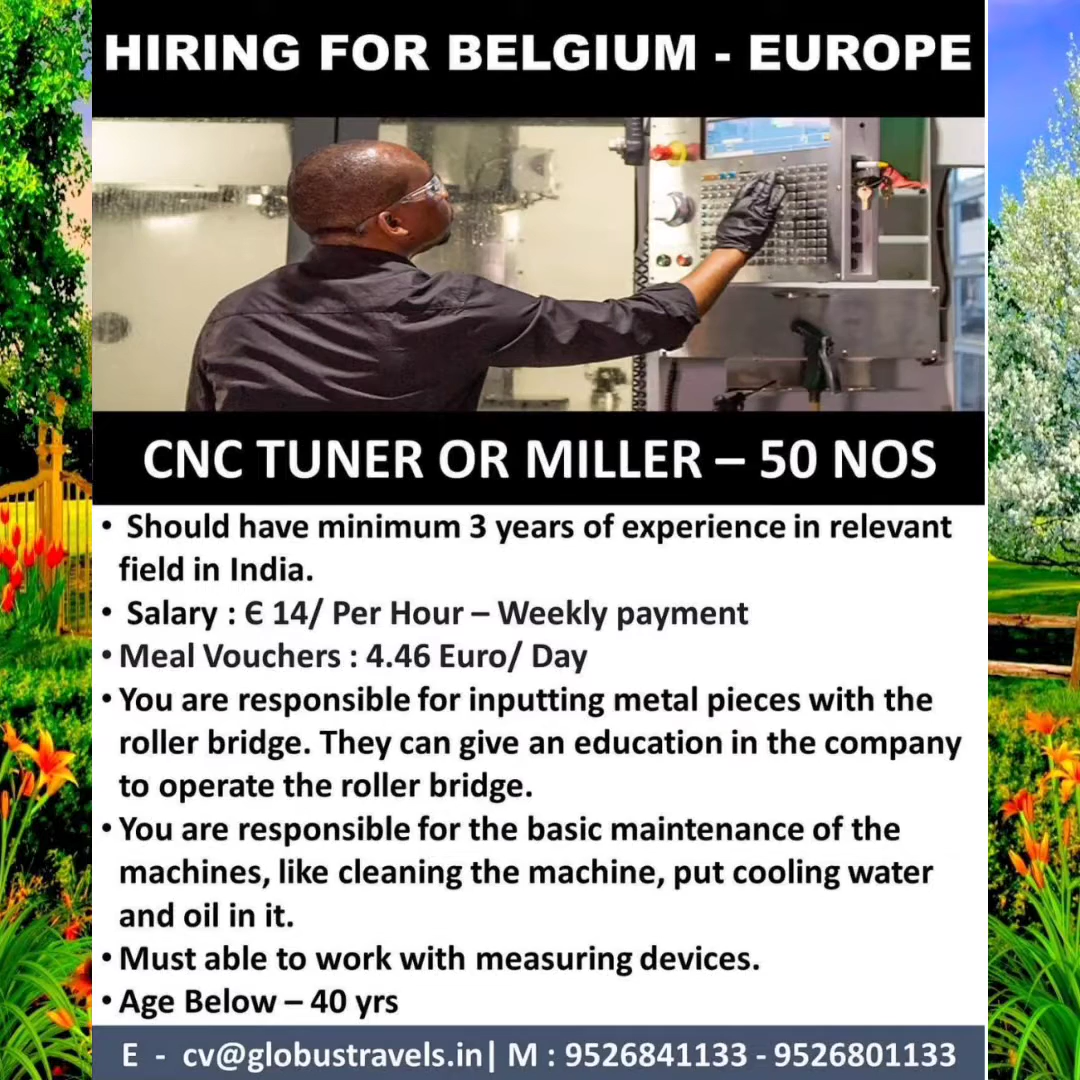 HIRING FOR BELGIUM - EUROPE
CNC TUNER OR MILLER – 50 NOS
• Should have minimum 3 years of experience in relevant
field in India.
• Salary : € 14/ Per Hour – Weekly payment
• Meal Vouchers : 4.46 Euro/ Day
• You are responsible for inputting metal pieces with the
roller bridge. They can give an education in the company
to operate the roller bridge.
• You are responsible for the basic maintenance of the
machines, like cleaning the machine, put cooling water
and oil in it.
• Must able to work with measuring devices.
• Age Below – 40 yrs
E - cv@globustravels.in| M : 9526841133 - 9526801133